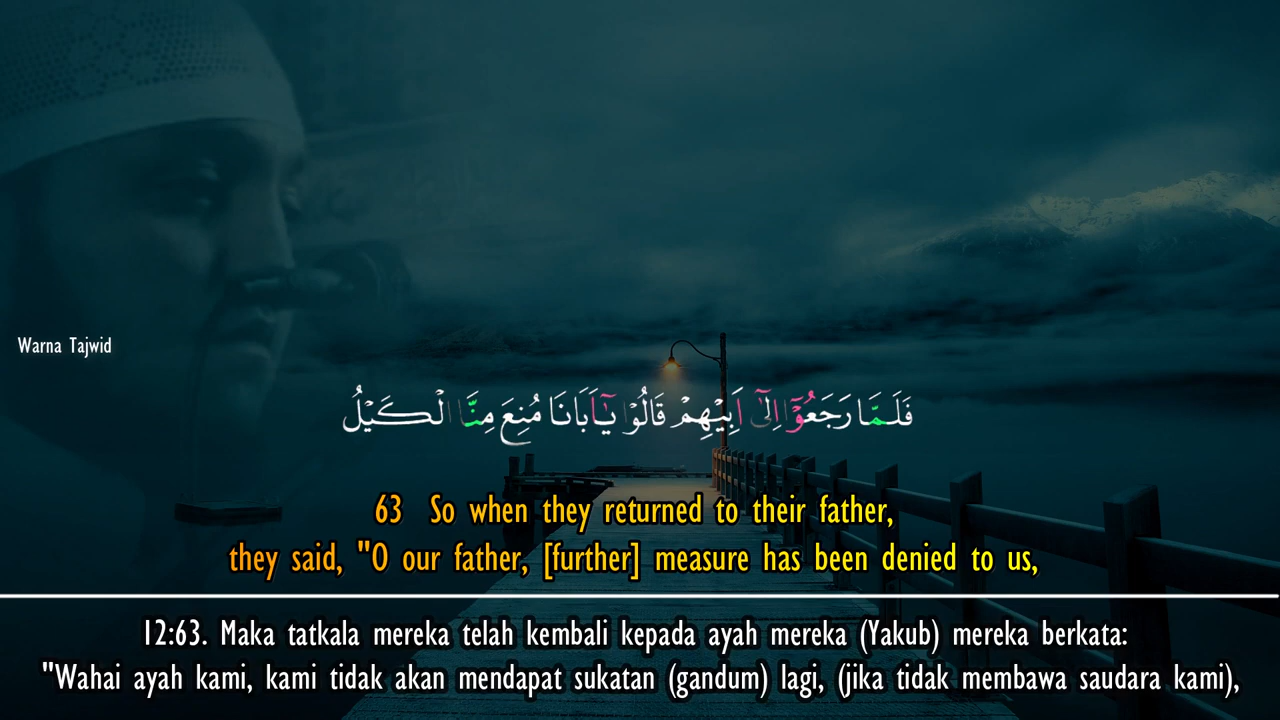 Warna Tajwid
فَلَمَّا رَجَعُوْٓا اِلٰٓى اَبِيْهِمْ قَالُوْا يٰٓاَبَانَا مُنِعَ مِنَّا الْكَيْلُ
63 So when they returned to their father,
they said, "O our father, [further] measure has been denied to us,
12:63. Maka tatkala mereka telah kembali kepada ayah mereka (Yakub) mereka berkata:
"Wahai ayah kami, kami tidak akan mendapat sukatan (gandum) lagi, (jika tidak membawa saudara kami),